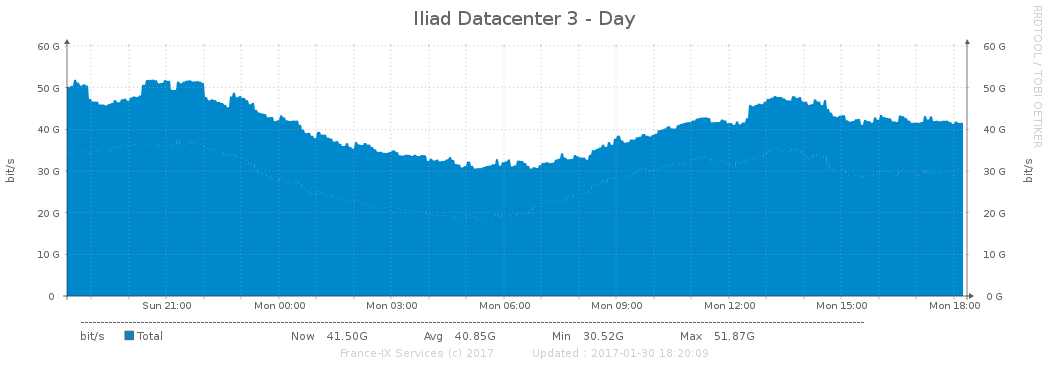 Iliad Datacenter 3 - Day
RRDTOOL / TOBI OETIKER
bit/s
bit/s
60 G
60 G
50 G
50 G
40 G
40 G
30 G
30 G
20 G
20 G
10 G
10 G
0
0 G
Sun 21:00 Mon 00:00 Mon 03:00 Mon 06:00 Mon 09:00 Mon 12:00 Mon 15:00 Mon 18:00
bit/s Total Now 41.50G Avg 40.85G Min 30.52G Max 51.87G
France-IX Services (c) 2017 Updated : 2017-01-30 18:20:09